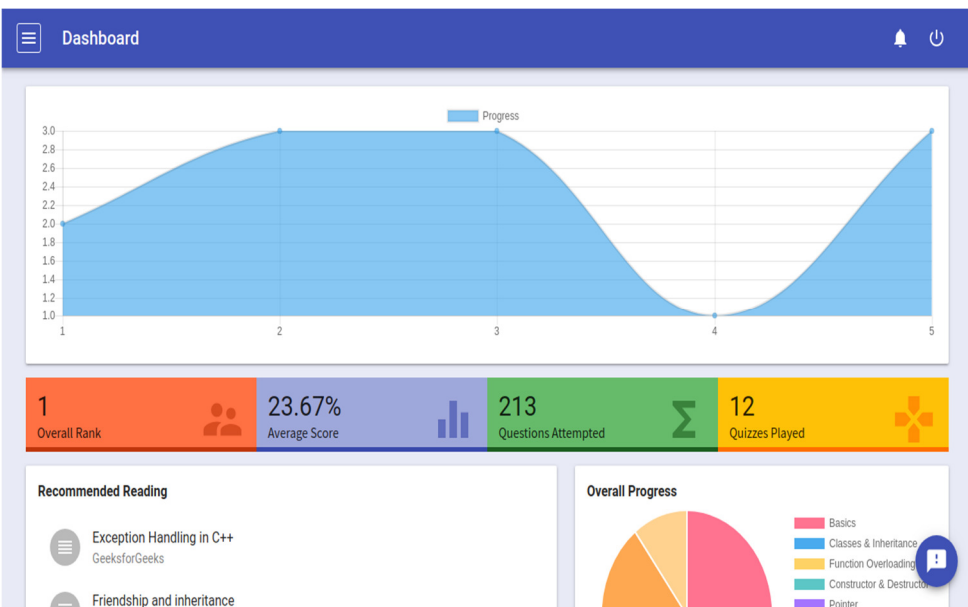 Dashboard
Progress
3.0
2.8
2.6
2.4
2.2
2.0
1.8
1.6
1.4
1.2
1.0
1 2 3 4 5
1
Overall Rank
23.67%
Average Score
213
Questions Attempted
12
Quizzes Played
Recommended Reading
Exception Handling in C++
GeeksforGeeks
Friendship and inheritance
Overall Progress
Basics
Classes & Inheritance
Function Overloading
Constructor & Destructor
Pointer